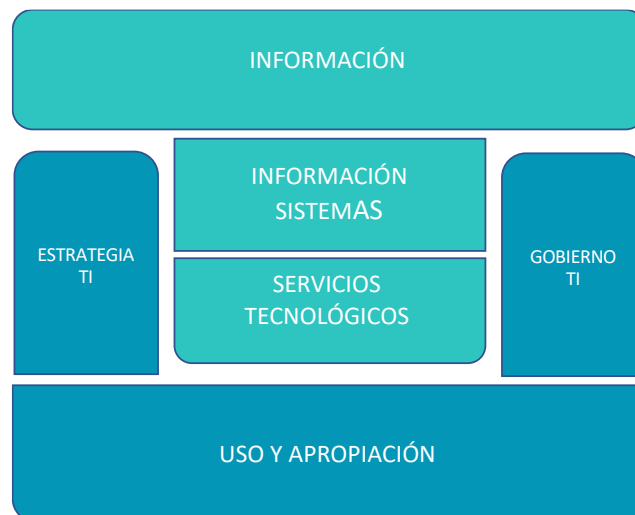 INFORMACIÓN
INFORMACIÓN
SISTEMAS
ESTRATEGIA
TI
GOBIERNO
TI
SERVICIOS
TECNOLÓGICOS
USO Y APROPIACIÓN